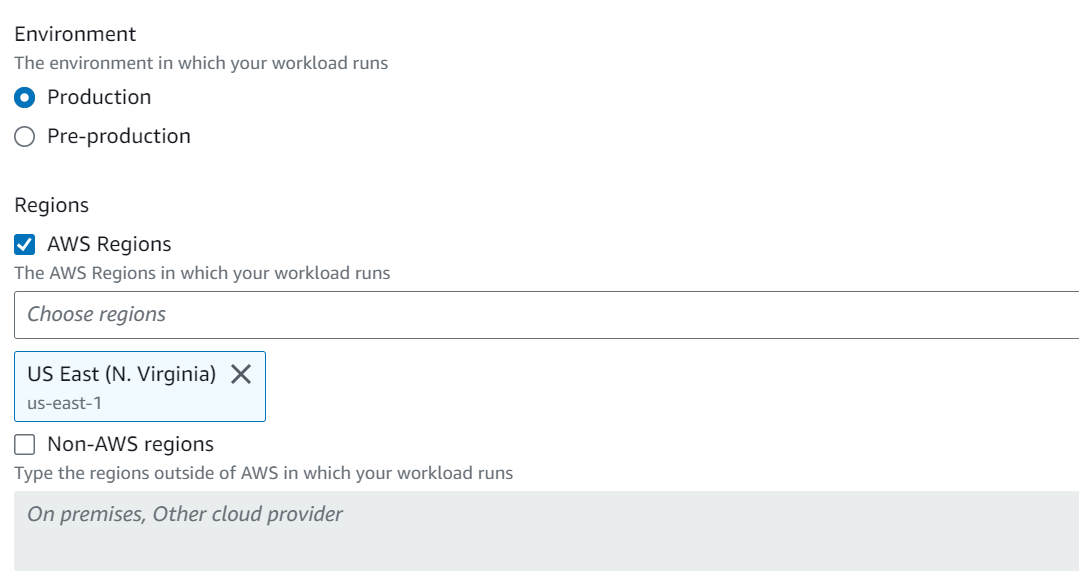 Environment
The environment in which your workload runs
Production
Pre-production
Regions
AWS Regions
The AWS Regions in which your workload runs
Choose regions
US East (N. Virginia)
us-east-1
Non-AWS regions
Type the regions outside of AWS in which your workload runs
On premises, Other cloud provider